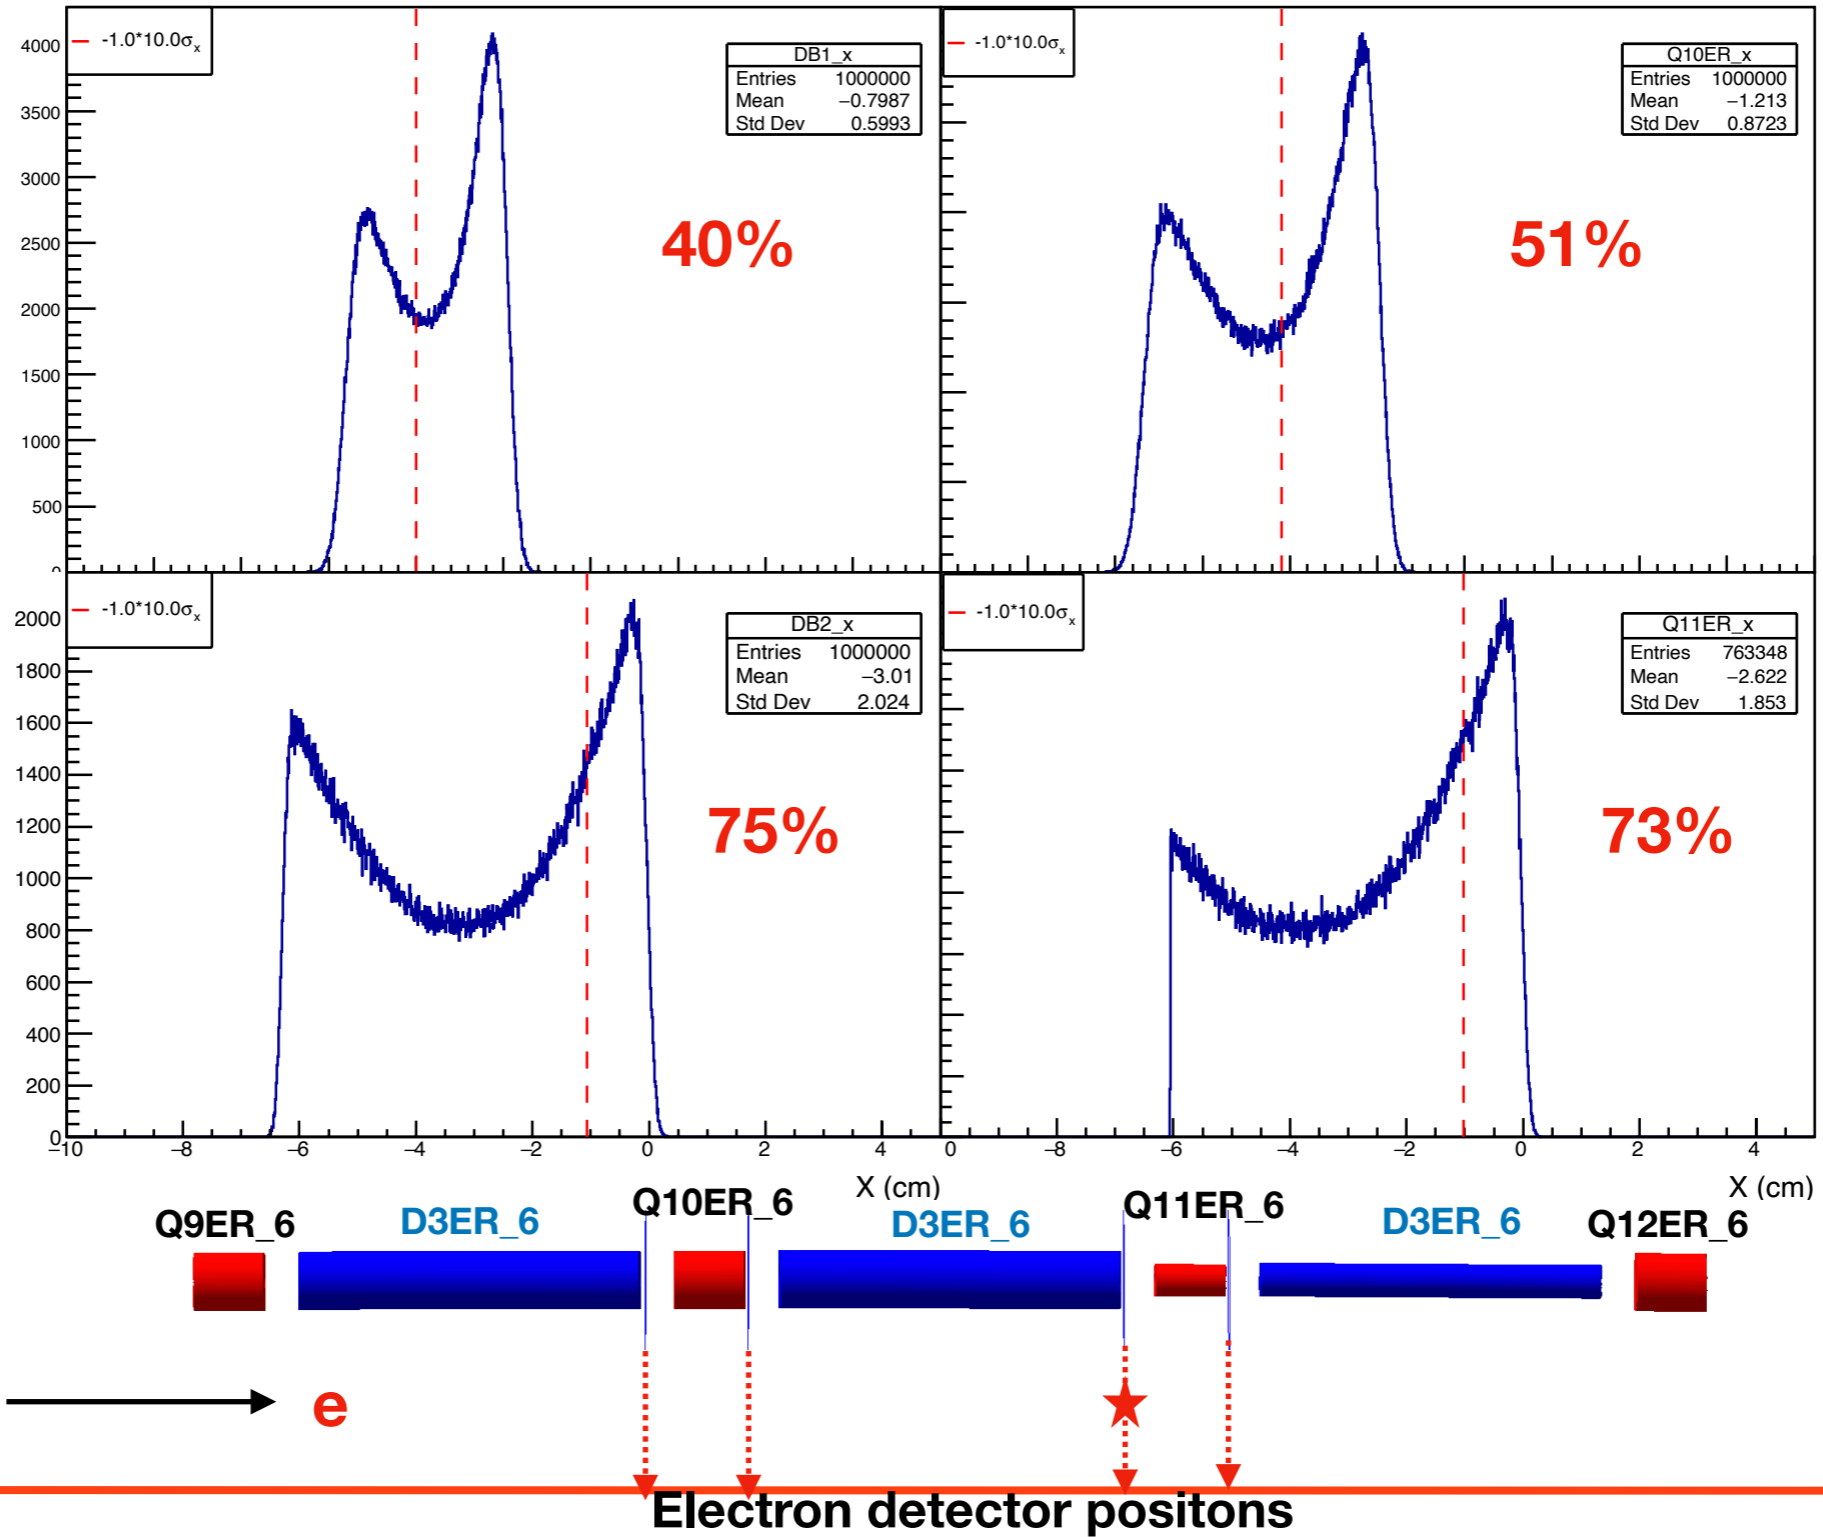 -1.0*10.0σx
DB1_x
Entries 1000000
Mean −0.7987
Std Dev 0.5993
40%
4000
3500
3000
2500
2000
1500
1000
500
0
-1.0*10.0σx
Q10ER_x
Entries 1000000
Mean −1.213
Std Dev 0.8723
51%
-1.0*10.0σx
DB2_x
Entries 1000000
Mean −3.01
Std Dev 2.024
75%
2000
1800
1600
1400
1200
1000
800
600
400
200
0
−10 −8 −6 −4 −2 0 2 4
X (cm)
-1.0*10.0σx
Q11ER_x
Entries 763348
Mean −2.622
Std Dev 1.853
73%
0 −8 −6 −4 −2 0 2 4
X (cm)
Q9ER_6 D3ER_6 Q10ER_6 D3ER_6 Q11ER_6 D3ER_6 Q12ER_6
e
Electron detector positons